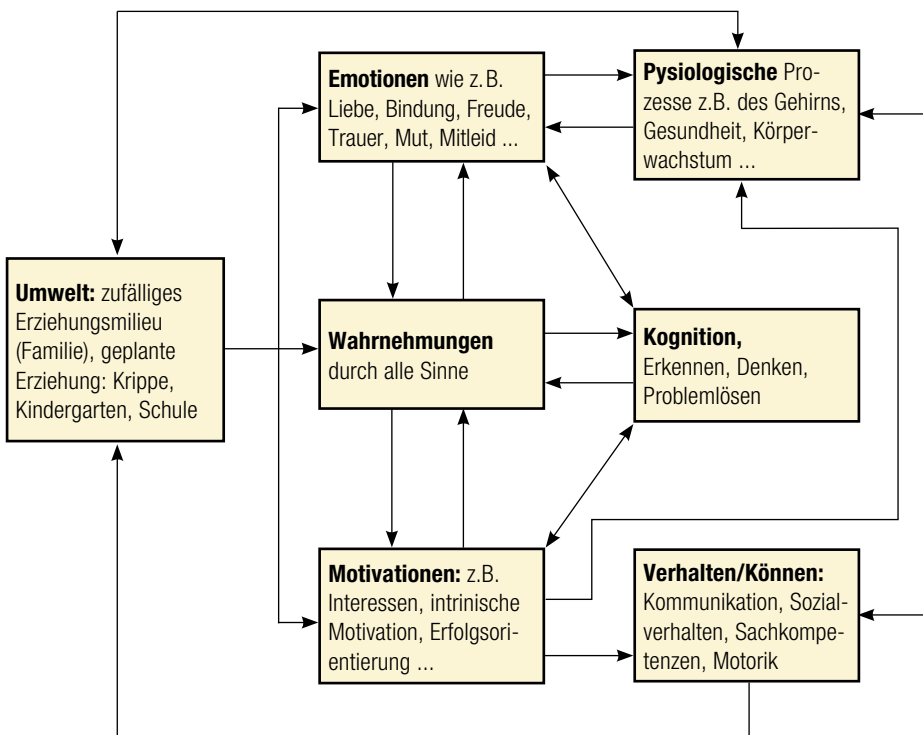 Emotionen wie z. B.
Liebe, Bindung, Freude,
Trauer, Mut, Mitleid ...
Pysiologische Pro-
zesse z.B. des Gehirns,
Gesundheit, Körper-
wachstum ...
Umwelt: zufälliges
Erziehungsmilieu
(Familie), geplante
Erziehung: Krippe,
Kindergarten, Schule
Wahrnehmungen
durch alle Sinne
Kognition,
Erkennen, Denken,
Problemlösen
Motivationen: z.B.
Interessen, intrinische
Motivation, Erfolgsori-
entierung ...
Verhalten/Können:
Kommunikation, Sozial-
verhalten, Sachkompe-
tenzen, Motorik